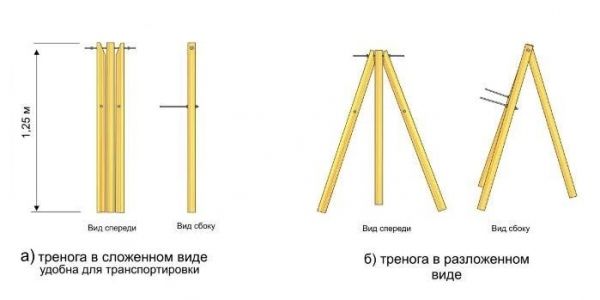 1,25 м
Вид спереди
Вид сбоку
Вид спереди
Вид сбоку
а) тренога в сложенном виде
удобна для транспортировки
б) тренога в разложенном
виде